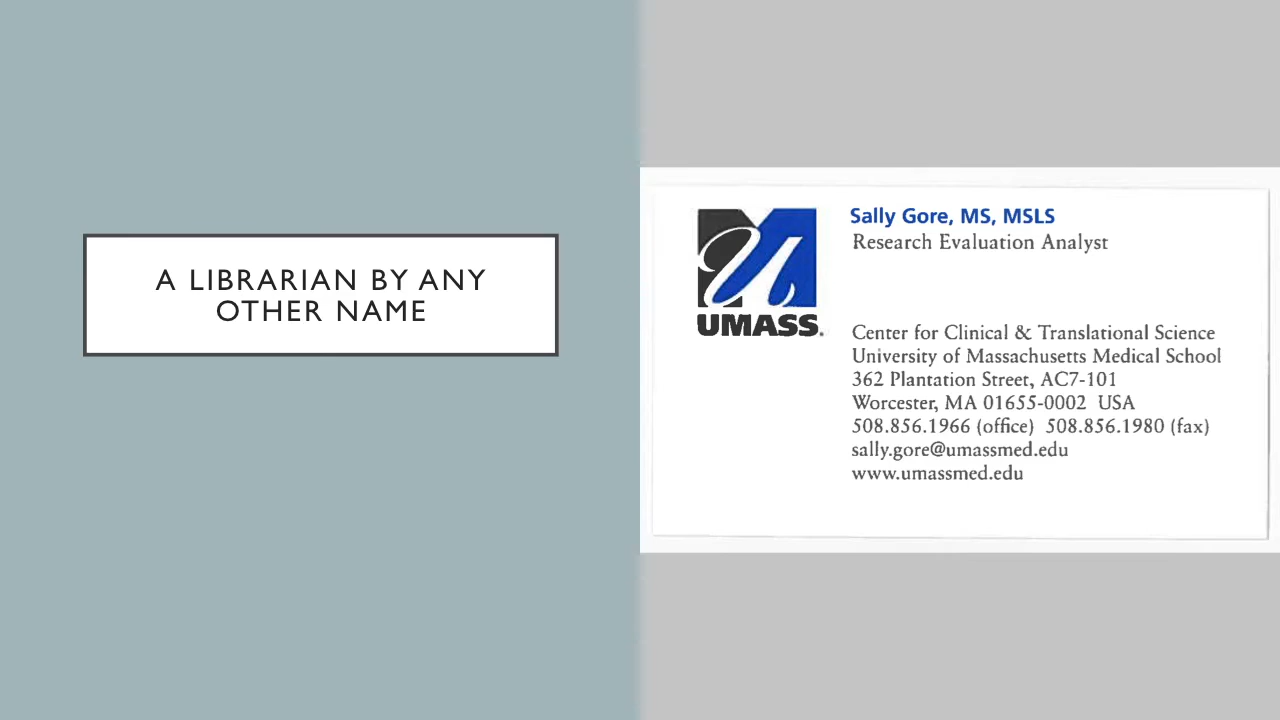 A LIBRARIAN BY ANY
OTHER NAME
UMASS.
Sally Gore, MS, MSLS
Research Evaluation Analyst
Center for Clinical & Translational Science
University of Massachusetts Medical School
362 Plantation Street, AC7-101
Worcester, MA 01655-0002 USA
508.856.1966 (office) 508.856.1980 (fax)
sally.gore@umassmed.edu
www.umassmed.edu